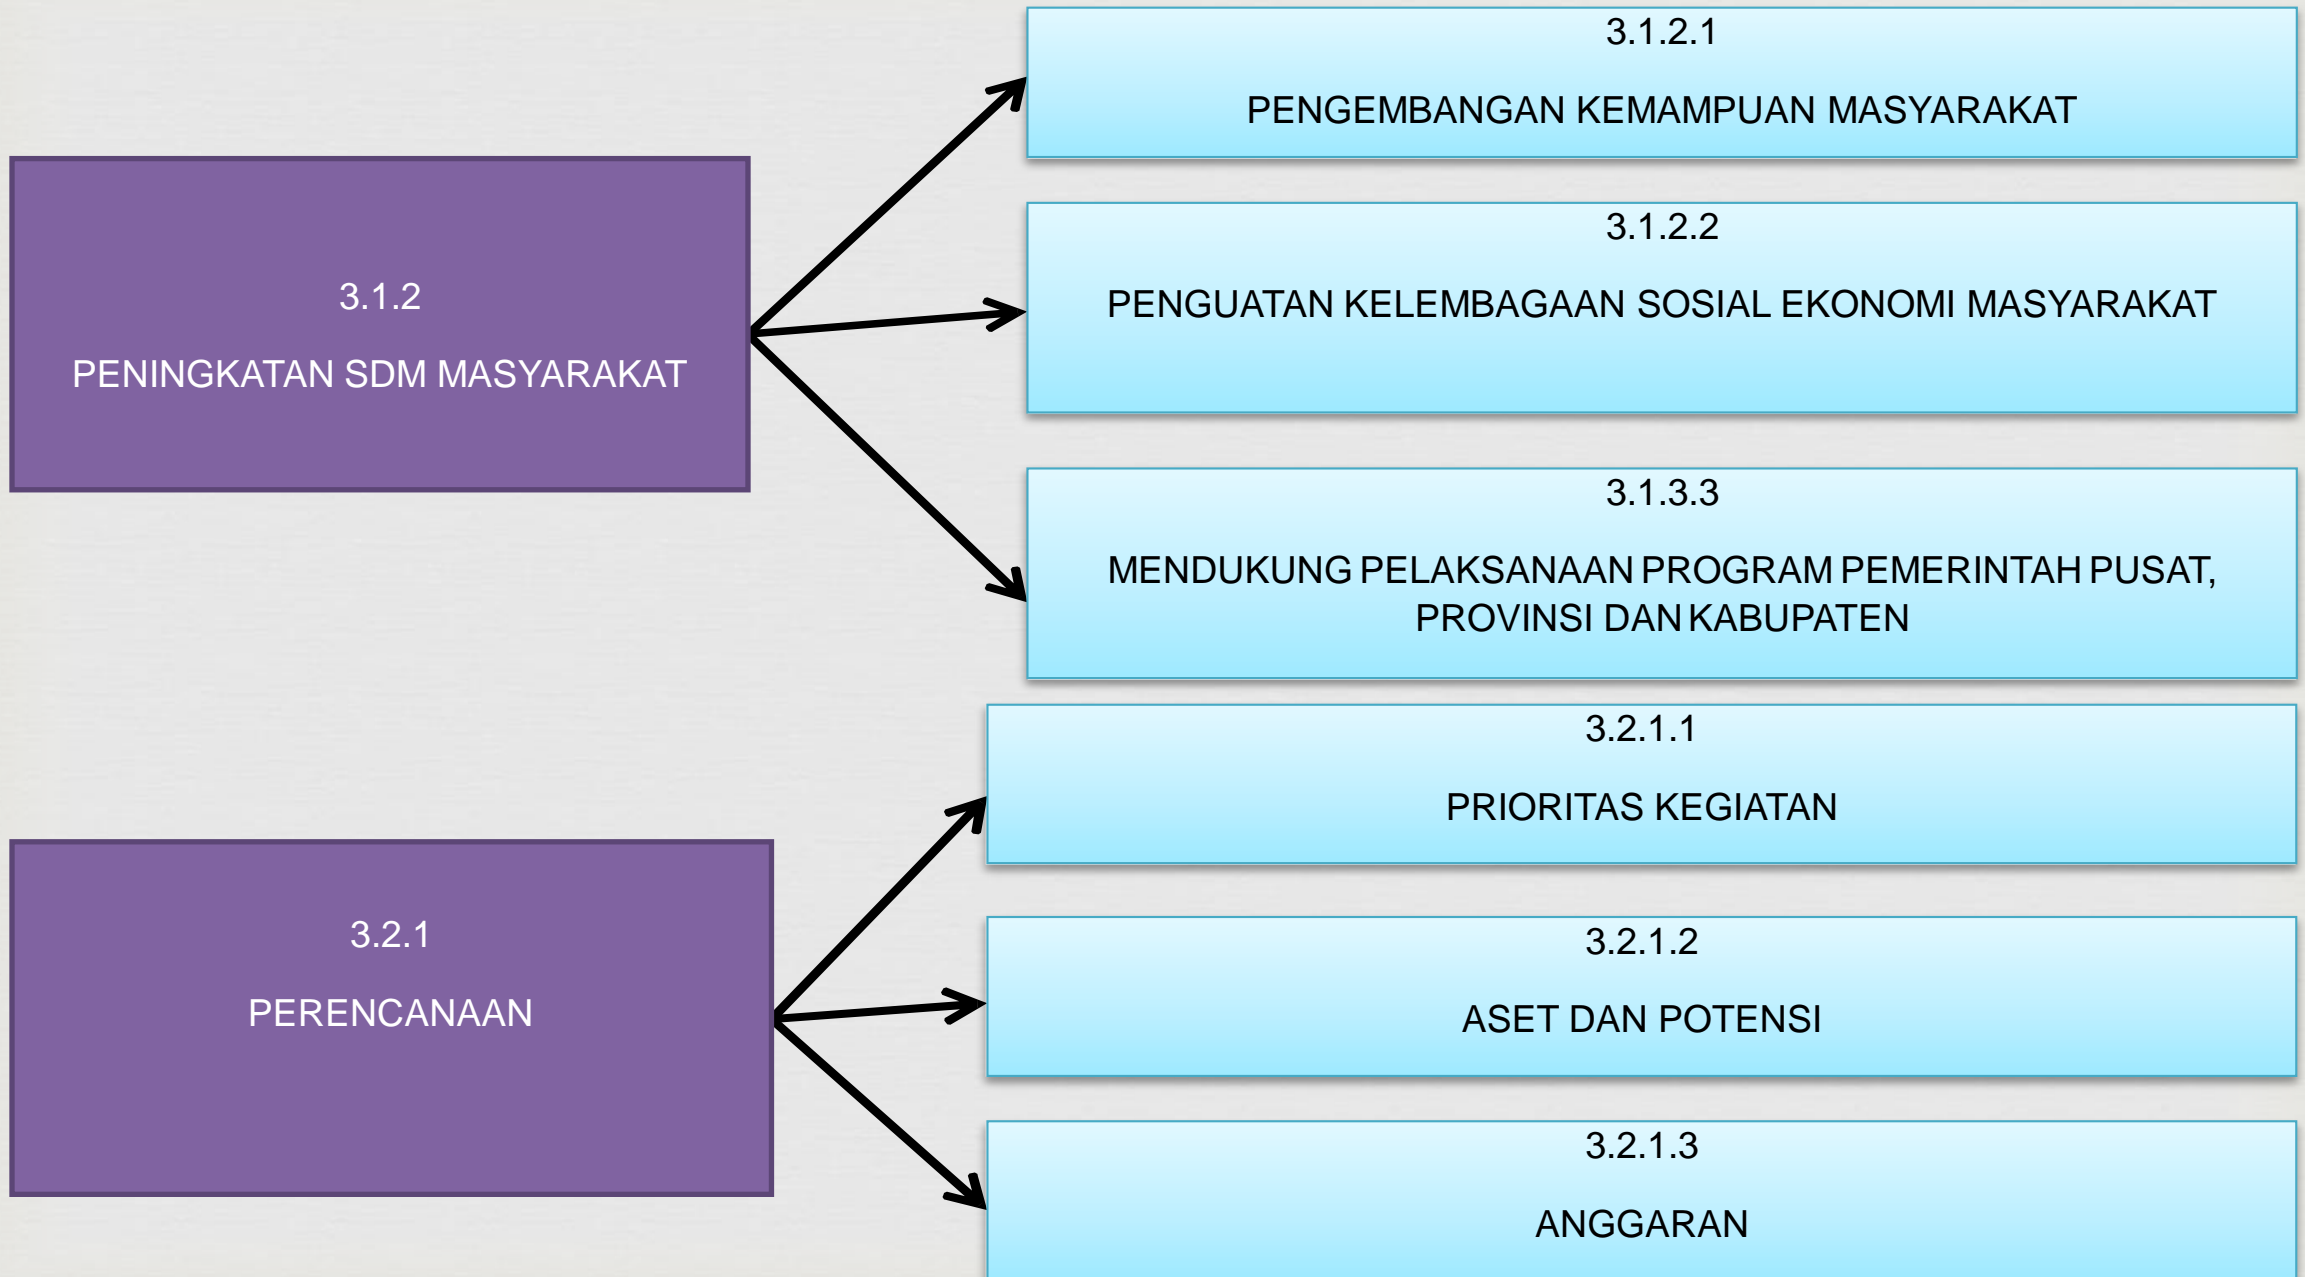 3.1.2
PENINGKATAN SDM MASYARAKAT
3.1.2.1
PENGEMBANGAN KEMAMPUAN MASYARAKAT
3.1.2.2
PENGUATAN KELEMBAGAAN SOSIAL EKONOMI MASYARAKAT
3.1.3.3
MENDUKUNG PELAKSANAAN PROGRAM PEMERINTAH PUSAT,
PROVINSI DAN KABUPATEN
3.2.1
PERENCANAAN
3.2.1.1
PRIORITAS KEGIATAN
3.2.1.2
ASET DAN POTENSI
3.2.1.3
ANGGARAN